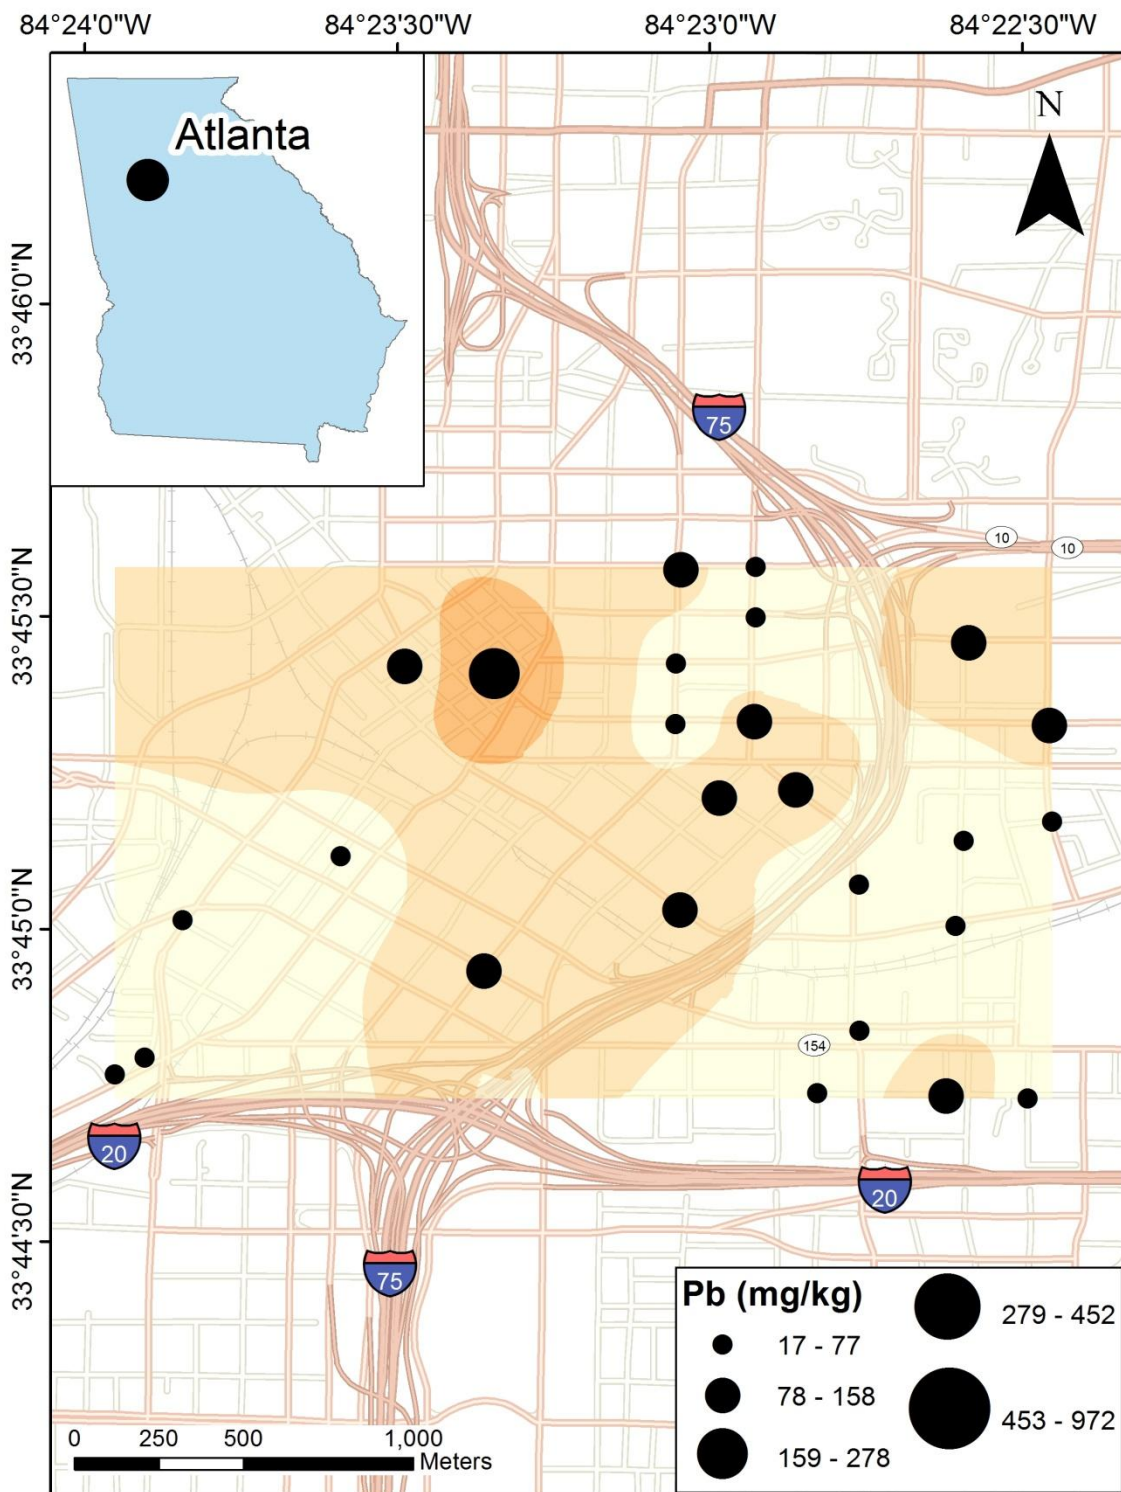 84°24'0"W 84°23'30"W 84°23'0"W 84°22'30"W
Atlanta
N
33°46'0"N
75
10
10
33°45'30"N
33°45'0"N
154
20
20
33°44'30"N
75
Pb (mg/kg)
17 - 77
78 - 158
159 - 278
279 - 452
453 - 972
0 250 500 1,000
Meters